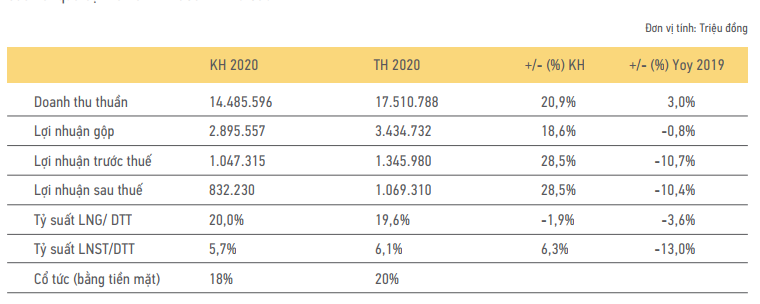 Đơn vị tính: Triệu đồng
KH 2020 TH 2020 +/- (%) KH +/- (%) Yoy 2019
Doanh thu thuần 14.485.596 17.510.788 20,9% 3,0%
Lợi nhuận gộp 2.895.557 3.434.732 18,6% -0,8%
Lợi nhuận trước thuế 1.047.315 1.345.980 28,5% -10,7%
Lợi nhuận sau thuế 832.230 1.069.310 28,5% -10,4%
Tỷ suất LNG/ DTT 20,0% 19,6% -1,9% -3,6%
Tỷ suất LNST/DTT 5,7% 6,1% 6,3% -13,0%
Cổ tức (bằng tiền mặt) 18% 20%